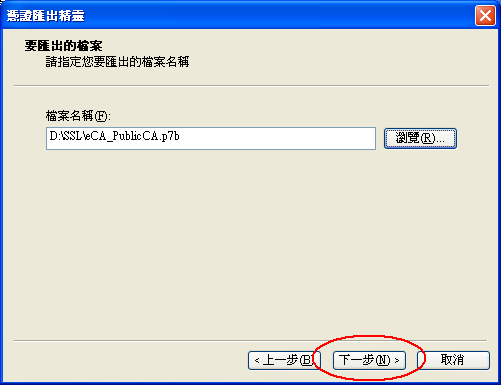 憑證匯出精靈
要匯出的檔案
請指定您要匯出的檔案名稱
檔案名稱(F):
D:\SSL\eCA_PublicCA.p7b
瀏覽(R)...
< 上一步(B)
下一步(N) >
取消